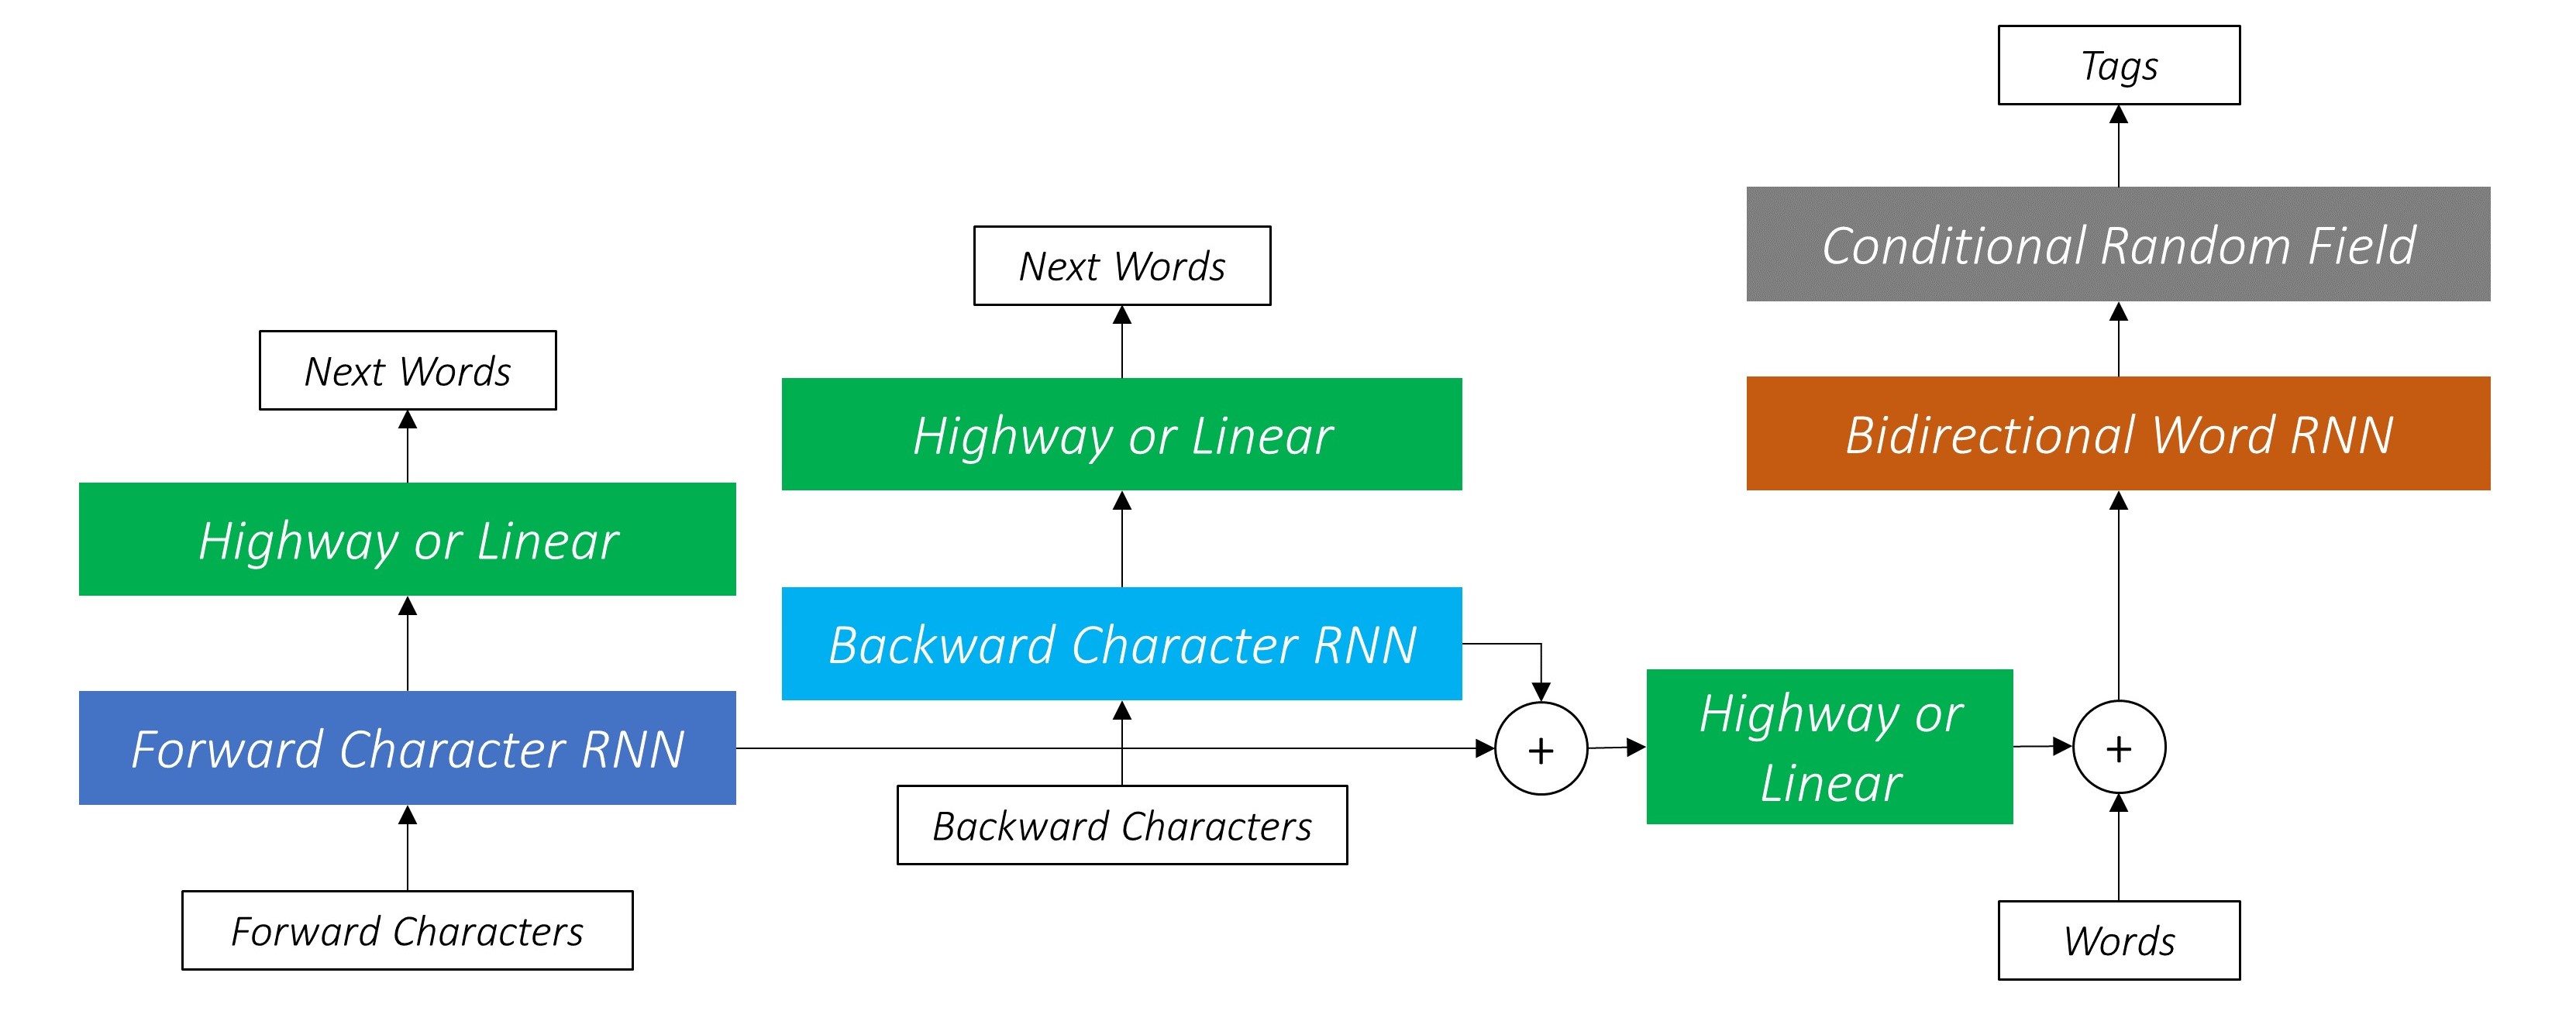 Tags
Conditional Random Field
Next Words
Next Words
Highway or Linear
Bidirectional Word RNN
Highway or Linear
Backward Character RNN
Forward Character RNN
+
Highway or
Linear
+
Backward Characters
Forward Characters
Words